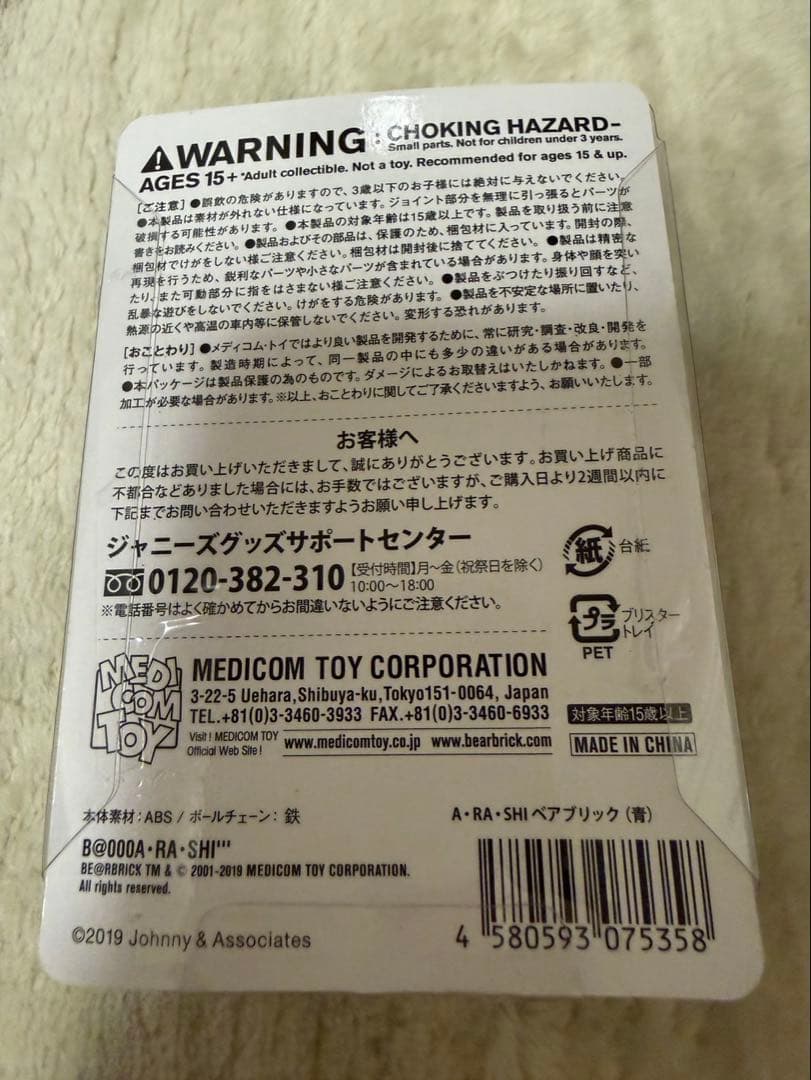 ⚠WARNING: CHOKING HAZARD-
Small parts. Not for children under 3 years.
AGES 15+ *Adult collectible. Not a toy. Recommended for ages 15 & up.
[ご注意] ●誤飲の危険がありますので、3歳以下のお子様には絶対に与えないでください。
●本製品は素材が外れない仕様になっています。ジョイント部分を無理に引っ張るとパーツが
破損する可能性があります。 ●本製品の対象年齢は15歳以上です。製品を取り扱う前に注意
書きをお読みください。 ●製品およびその部品は、保護のため、梱包材に入っています。開封の際、
梱包材でけがをしない様ご注意ください。梱包材は開封後に捨ててください。 ●製品は精密な
再現を行うため、鋭利なパーツや小さなパーツが含まれている場合があります。身体や顔を突い
たり、また可動部分に指をはさまない様ご注意ください。 ●製品をぶつけたり振り回すなど、
乱暴な遊びをしないでください。けがをする危険があります。 ●製品を不安定な場所に置いたり、
熱源の近くや高温の車内等に保管しないでください。変形する恐れがあります。
[おことわり] ●メディコム・トイではより良い製品を開発するために、常に研究・調査・改良・開発を
行っています。製造時期によって、同一製品の中にも多少の違いがある場合があります。
●本パッケージは製品保護の為のものです。ダメージによるお取替えはいたしかねます。 ●一部
加工が必要な場合があります。※以上、おことわりに関してご了承くださいますよう、お願いいたします。
お客様へ
この度はお買い上げいただきまして、誠にありがとうございます。お買い上げ商品に
不都合などありました場合には、お手数ではございますが、ご購入日より2週間以内に
下記までお問い合わせいただきますようお願い申し上げます。
ジャニーズグッズサポートセンター
0120-382-310 【受付時間】月～金(祝祭日を除く)
10:00～18:00
※電話番号はよく確かめてからお間違いないようにご注意ください。
紙 台紙
プラ ブリスター
トレイ
PET
MEDI COM TOY
MEDICOM TOY CORPORATION
3-22-5 Uehara,Shibuya-ku,Tokyo151-0064, Japan
TEL.+81(0)3-3460-3933 FAX.+81(0)3-3460-6933
Visit! MEDICOM TOY
Official Web Site!
www.medicomtoy.co.jp www.bearbrick.com
対象年齢15歳以上
MADE IN CHINA
本体素材：ABS / ボールチェーン：鉄
A・RA・SHI ベアブリック (青)
B@000A・RA・SHI'''
BE@RBRICK TM & © 2001-2019 MEDICOM TOY CORPORATION.
All rights reserved.
©2019 Johnny & Associates
4 580593 075358